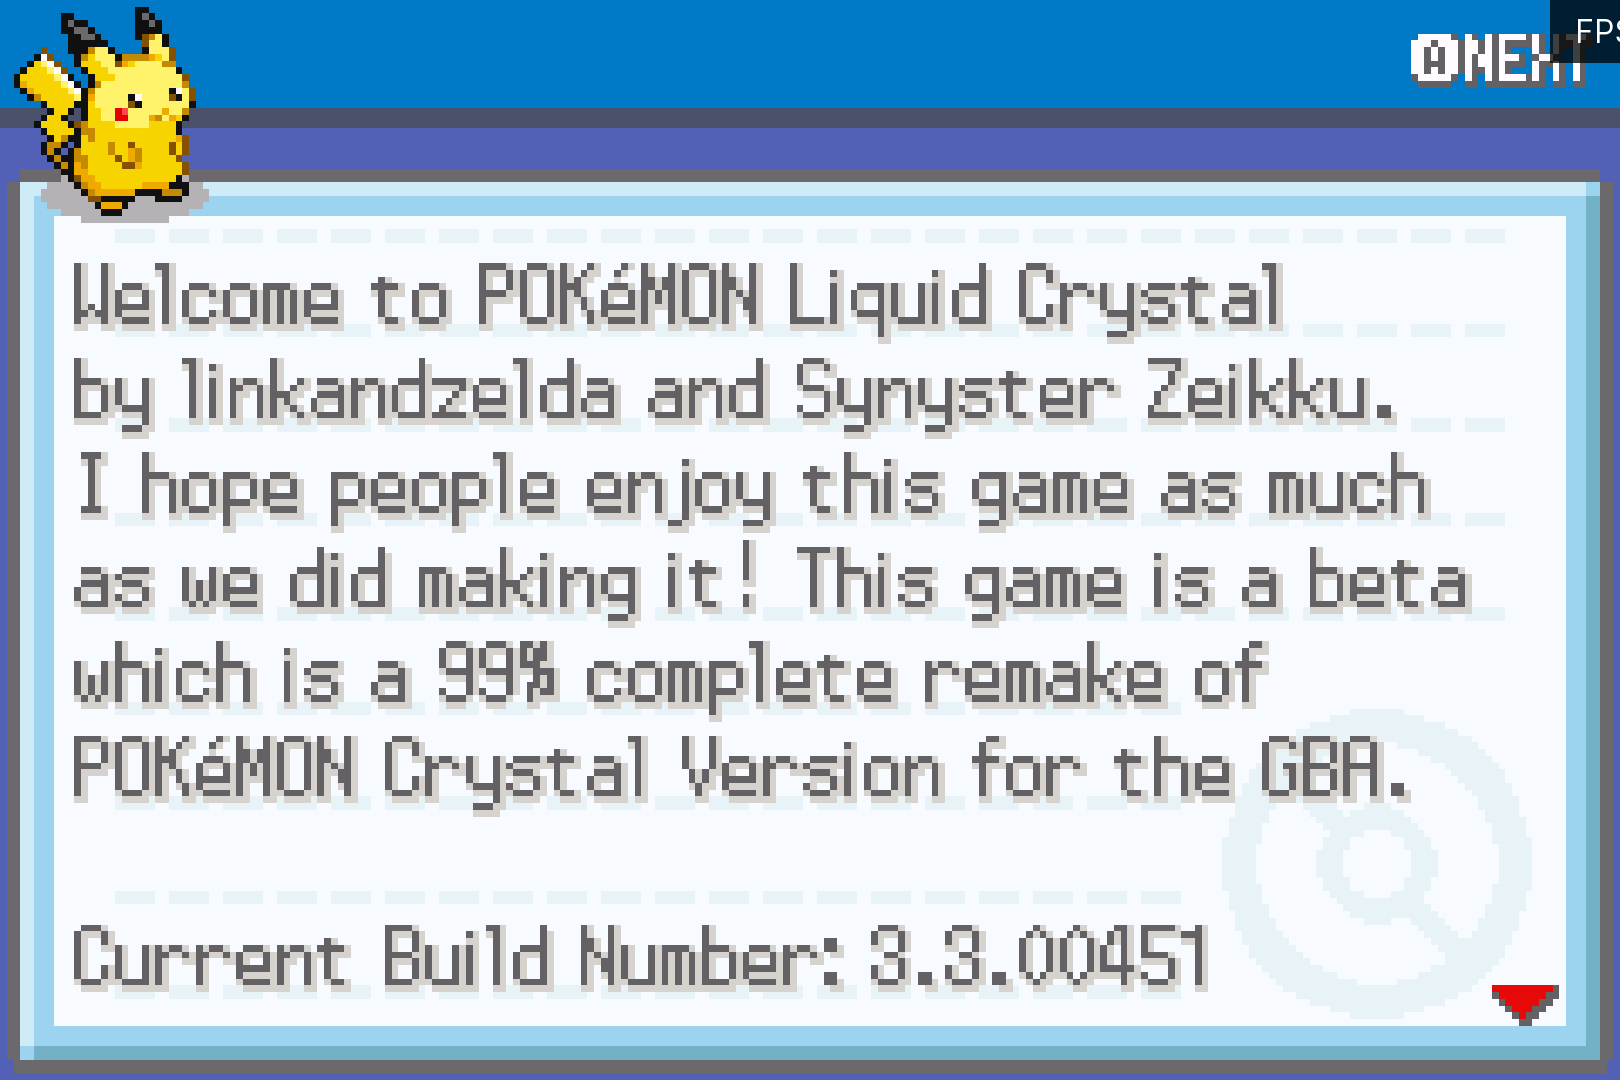 FPS
ⒶNEXT
Welcome to POKéMON Liquid Crystal
by linkandzelda and Synyster Zeikku.
I hope people enjoy this game as much
as we did making it! This game is a beta
which is a 99% complete remake of
POKéMON Crystal Version for the GBA.
Current Build Number: 3.3.00451